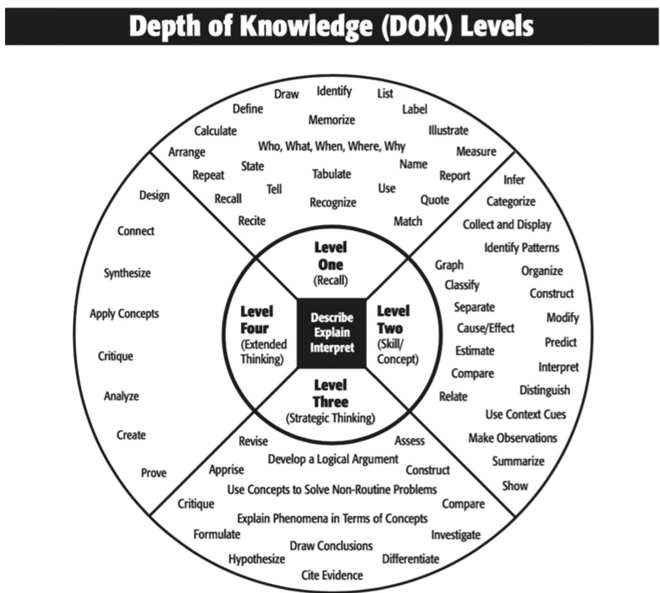 Depth of Knowledge (DOK) Levels
Draw
Identify
List
Define
Label
Memorize
Calculate
Illustrate
Who, What, When, Where, Why
Arrange
Measure
State
Name
Repeat
Tabulate
Report
Tell
Use
Recall
Recognize
Quote
Recite
Match
Infer
Categorize
Collect and Display
Identify Patterns
Graph
Organize
Classify
Construct
Separate
Modify
Cause/Effect
Predict
Estimate
Interpret
Compare
Distinguish
Relate
Use Context Cues
Make Observations
Summarize
Show
Revise
Assess
Develop a Logical Argument
Apprise
Construct
Use Concepts to Solve Non-Routine Problems
Critique
Compare
Explain Phenomena in Terms of Concepts
Formulate
Investigate
Draw Conclusions
Hypothesize
Differentiate
Cite Evidence
Design
Connect
Synthesize
Apply Concepts
Critique
Analyze
Create
Prove
Level
One
(Recall)
Level
Two
(Skill/
Concept)
Level
Three
(Strategic Thinking)
Level
Four
(Extended
Thinking)
Describe
Explain
Interpret